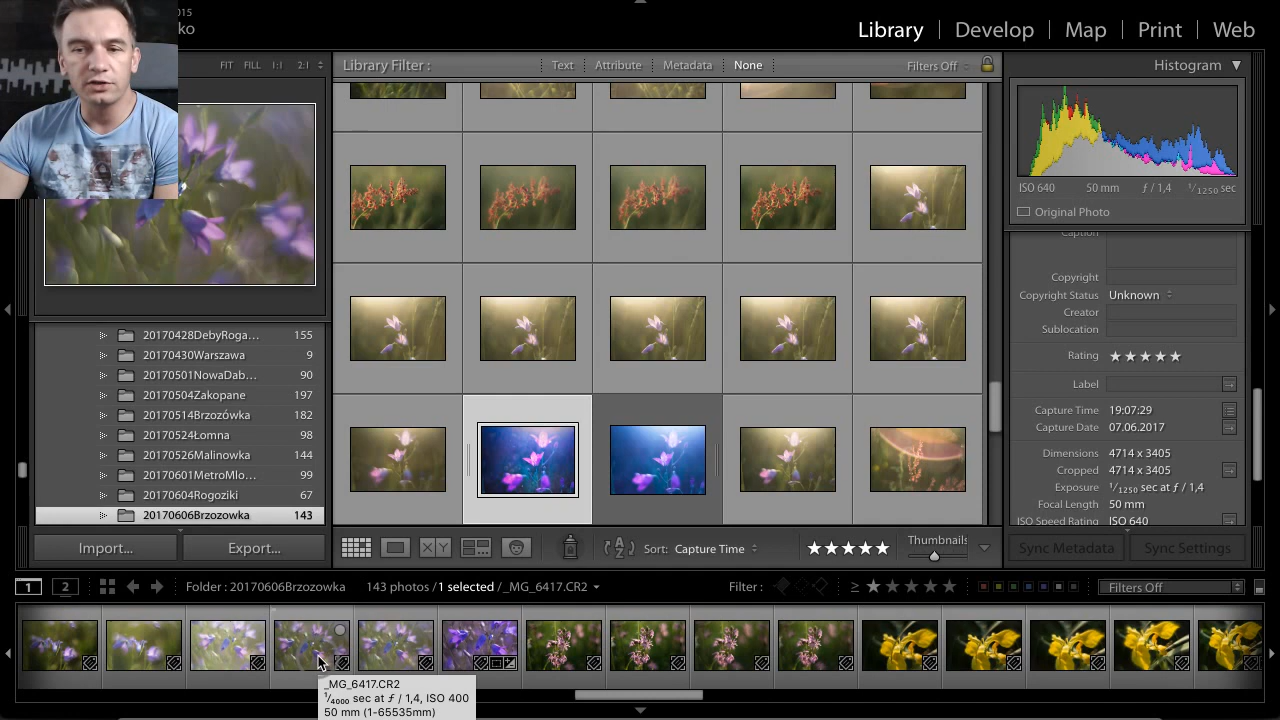 015
ko
Library | Develop | Map | Print | Web
FIT FILL 1:1 2:1
Library Filter : Text Attribute Metadata None Filters Off
Histogram
ISO 640 50 mm ƒ / 1,4 1/1250 sec
Original Photo
Caption
Copyright
Copyright Status Unknown
Creator
Sublocation
Rating ★★★★★
Label
Capture Time 19:07:29
Capture Date 07.06.2017
Dimensions 4714 x 3405
Cropped 4714 x 3405
Exposure 1/1250 sec at ƒ / 1,4
Focal Length 50 mm
ISO Speed Rating ISO 640
20170428DebyRoga... 155
20170430Warszawa 9
20170501NowaDab... 90
20170504Zakopane 197
20170514Brzozówka 182
20170524Łomna 98
20170526Malinowka 144
20170601MetroMlo... 99
20170604Rogoziki 67
20170606Brzozowka 143
Import... Export...
X Y
A Z
Sort: Capture Time
★★★★★
Thumbnails
Sync Metadata Sync Settings
1 2 Folder : 20170606Brzozowka 143 photos / 1 selected / _MG_6417.CR2 Filter : ≥ ★★★★★ Filters Off
_MG_6417.CR2
1/4000 sec at ƒ / 1,4, ISO 400
50 mm (1-65535mm)